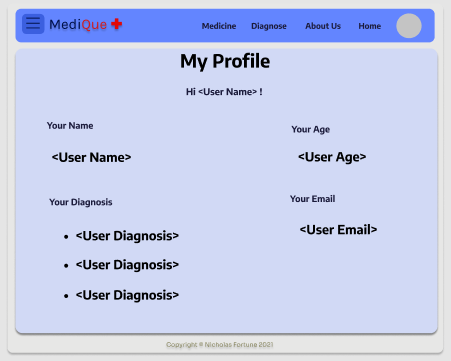 MediQue
Medicine Diagnose About Us Home
My Profile
Hi <User Name> !
Your Name
<User Name>
Your Age
<User Age>
Your Diagnosis
• <User Diagnosis>
• <User Diagnosis>
• <User Diagnosis>
Your Email
<User Email>
Copyright © Nicholas Fortune 2021